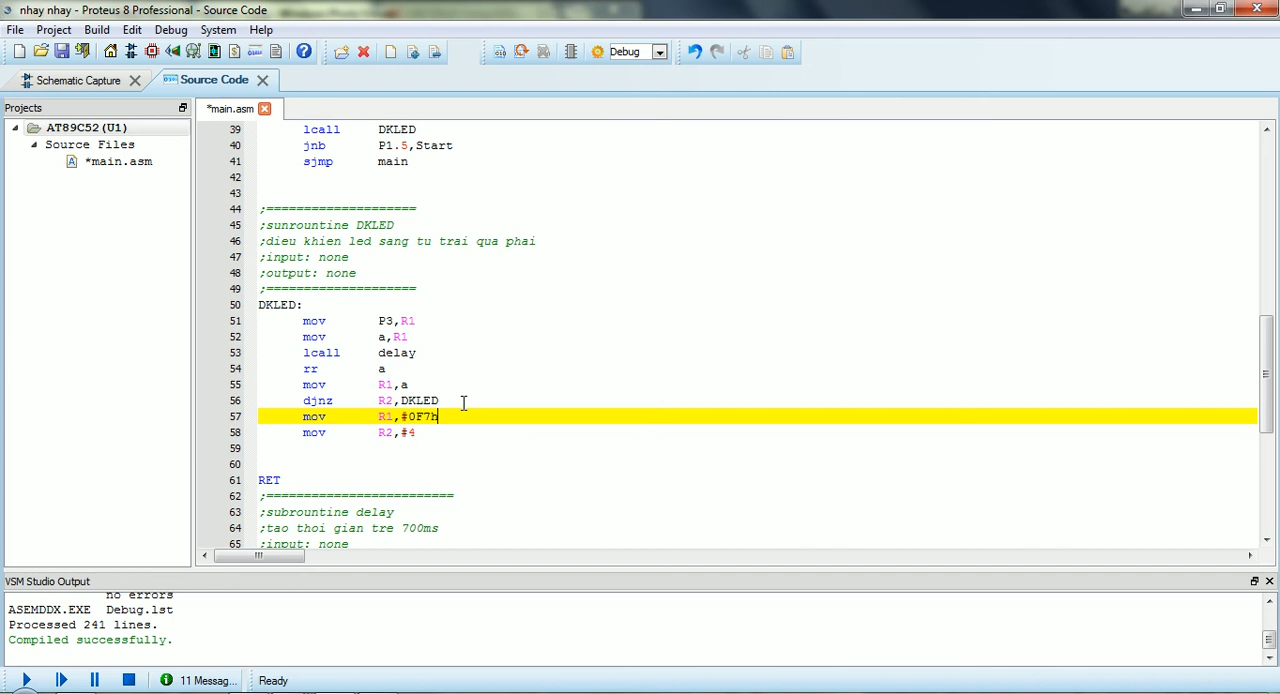 nhay nhay - Proteus 8 Professional - Source Code
File Project Build Edit Debug System Help
Debug
Schematic Capture Source Code
Projects
AT89C52(U1)
Source Files
*main.asm
*main.asm
39 lcall DKLED
40 jnb P1.5,Start
41 sjmp main
42
43
44 ;====================
45 ;sunrountine DKLED
46 ;dieu khien led sang tu trai qua phai
47 ;input: none
48 ;output: none
49 ;====================
50 DKLED:
51 mov P3,R1
52 mov a,R1
53 lcall delay
54 rr a
55 mov R1,a
56 djnz R2,DKLED
57 mov R1,#0F7h
58 mov R2,#4
59
60
61 RET
62 ;=========================
63 ;subrountine delay
64 ;tao thoi gian tre 700ms
65 ;input: none
VSM Studio Output
no errors
ASEMDDX.EXE Debug.lst
Processed 241 lines.
Compiled successfully.
11 Messag... Ready